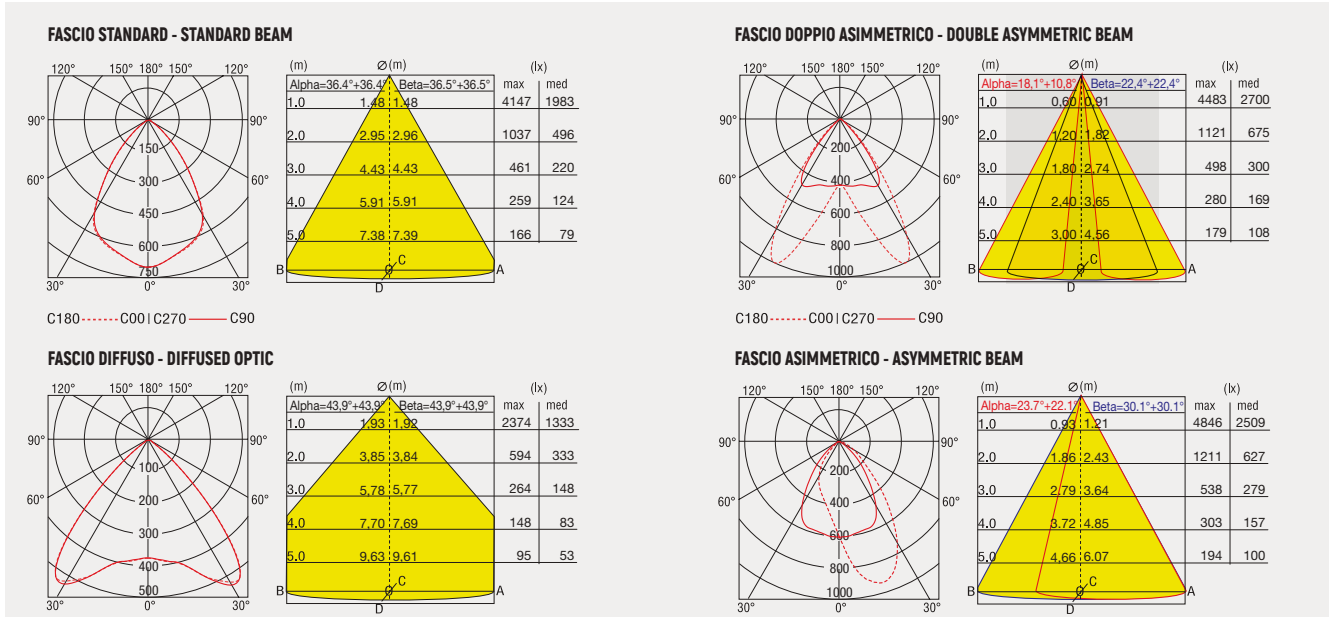 FASCIO STANDARD - STANDARD BEAM
120° 150° 180° 150° 120°
90° 90°
60° 60°
150
300
450
600
750
30° 0° 30°
(m) Ø (m) (lx)
Alpha=36.4°+36.4° Beta=36.5°+36.5° max med
1.0 1.48 1.48 4147 1983
2.0 2.95 2.96 1037 496
3.0 4.43 4.43 461 220
4.0 5.91 5.91 259 124
5.0 7.38 7.39 166 79
B C A
D
C180 C00 | C270 C90
FASCIO DOPPIO ASIMMETRICO - DOUBLE ASYMMETRIC BEAM
120° 150° 180° 150° 120°
90° 90°
60° 60°
200
400
600
800
1000
30° 0° 30°
(m) Ø (m) (lx)
Alpha=18,1°+10,8° Beta=22,4°+22,4° max med
1.0 0.60 0.91 4483 2700
2.0 1.20 1.82 1121 675
3.0 1.80 2.74 498 300
4.0 2.40 3.65 280 169
5.0 3.00 4.56 179 108
B C A
D
C180 C00 | C270 C90
FASCIO DIFFUSO - DIFFUSED OPTIC
120° 150° 180° 150° 120°
90° 90°
60° 60°
100
200
300
400
500
30° 0° 30°
(m) Ø (m) (lx)
Alpha=43,9°+43,9° Beta=43,9°+43,9° max med
1.0 1,93 1,92 2374 1333
2.0 3,85 3,84 594 333
3.0 5,78 5,77 264 148
4.0 7,70 7,69 148 83
5.0 9,63 9,61 95 53
B C A
D
FASCIO ASIMMETRICO - ASYMMETRIC BEAM
120° 150° 180° 150° 120°
90° 90°
60° 60°
200
400
600
800
1000
30° 0° 30°
(m) Ø (m) (lx)
Alpha=23.7°+22.1° Beta=30.1°+30.1° max med
1.0 0.93 1.21 4846 2509
2.0 1.86 2.43 1211 627
3.0 2.79 3.64 538 279
4.0 3.72 4.85 303 157
5.0 4,66 6.07 194 100
B C A
D